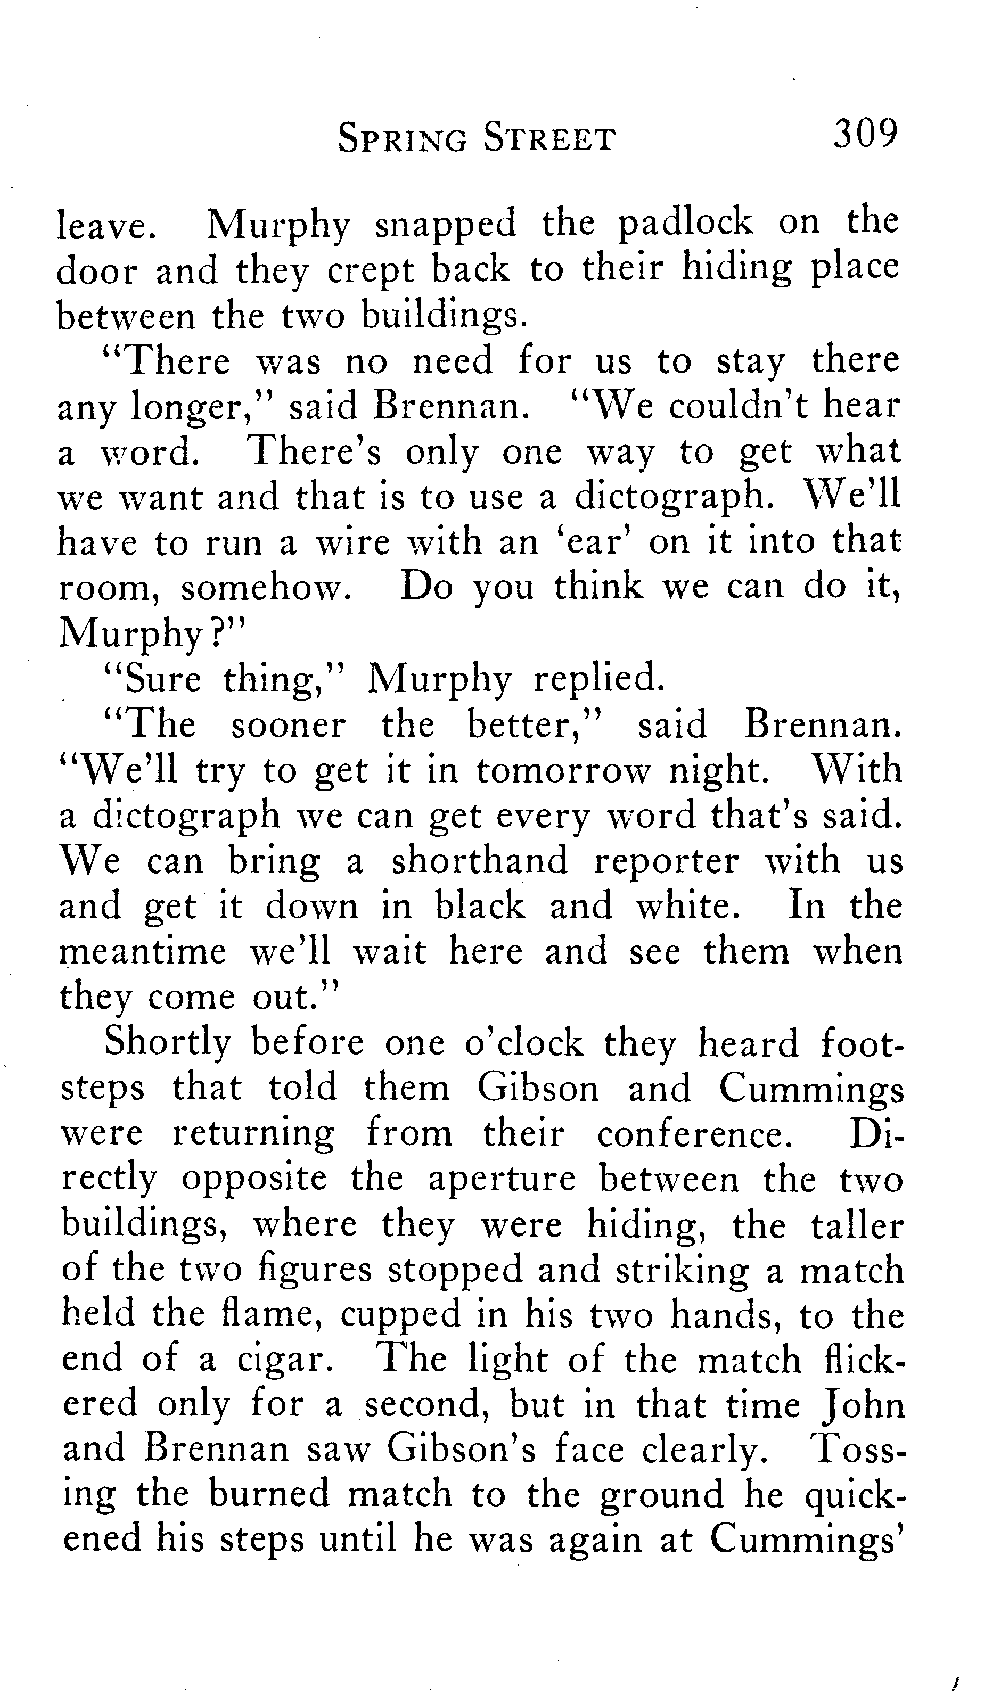 SPRING STREET 309
leave. Murphy snapped the padlock on the
door and they crept back to their hiding place
between the two buildings.
"There was no need for us to stay there
any longer," said Brennan. "We couldn't hear
a word. There's only one way to get what
we want and that is to use a dictograph. We'll
have to run a wire with an 'ear' on it into that
room, somehow. Do you think we can do it,
Murphy?"
"Sure thing," Murphy replied.
"The sooner the better," said Brennan.
"We'll try to get it in tomorrow night. With
a dictograph we can get every word that's said.
We can bring a shorthand reporter with us
and get it down in black and white. In the
meantime we'll wait here and see them when
they come out."
Shortly before one o'clock they heard foot-
steps that told them Gibson and Cummings
were returning from their conference. Di-
rectly opposite the aperture between the two
buildings, where they were hiding, the taller
of the two figures stopped and striking a match
held the flame, cupped in his two hands, to the
end of a cigar. The light of the match flick-
ered only for a second, but in that time John
and Brennan saw Gibson's face clearly. Toss-
ing the burned match to the ground he quick-
ened his steps until he was again at Cummings'